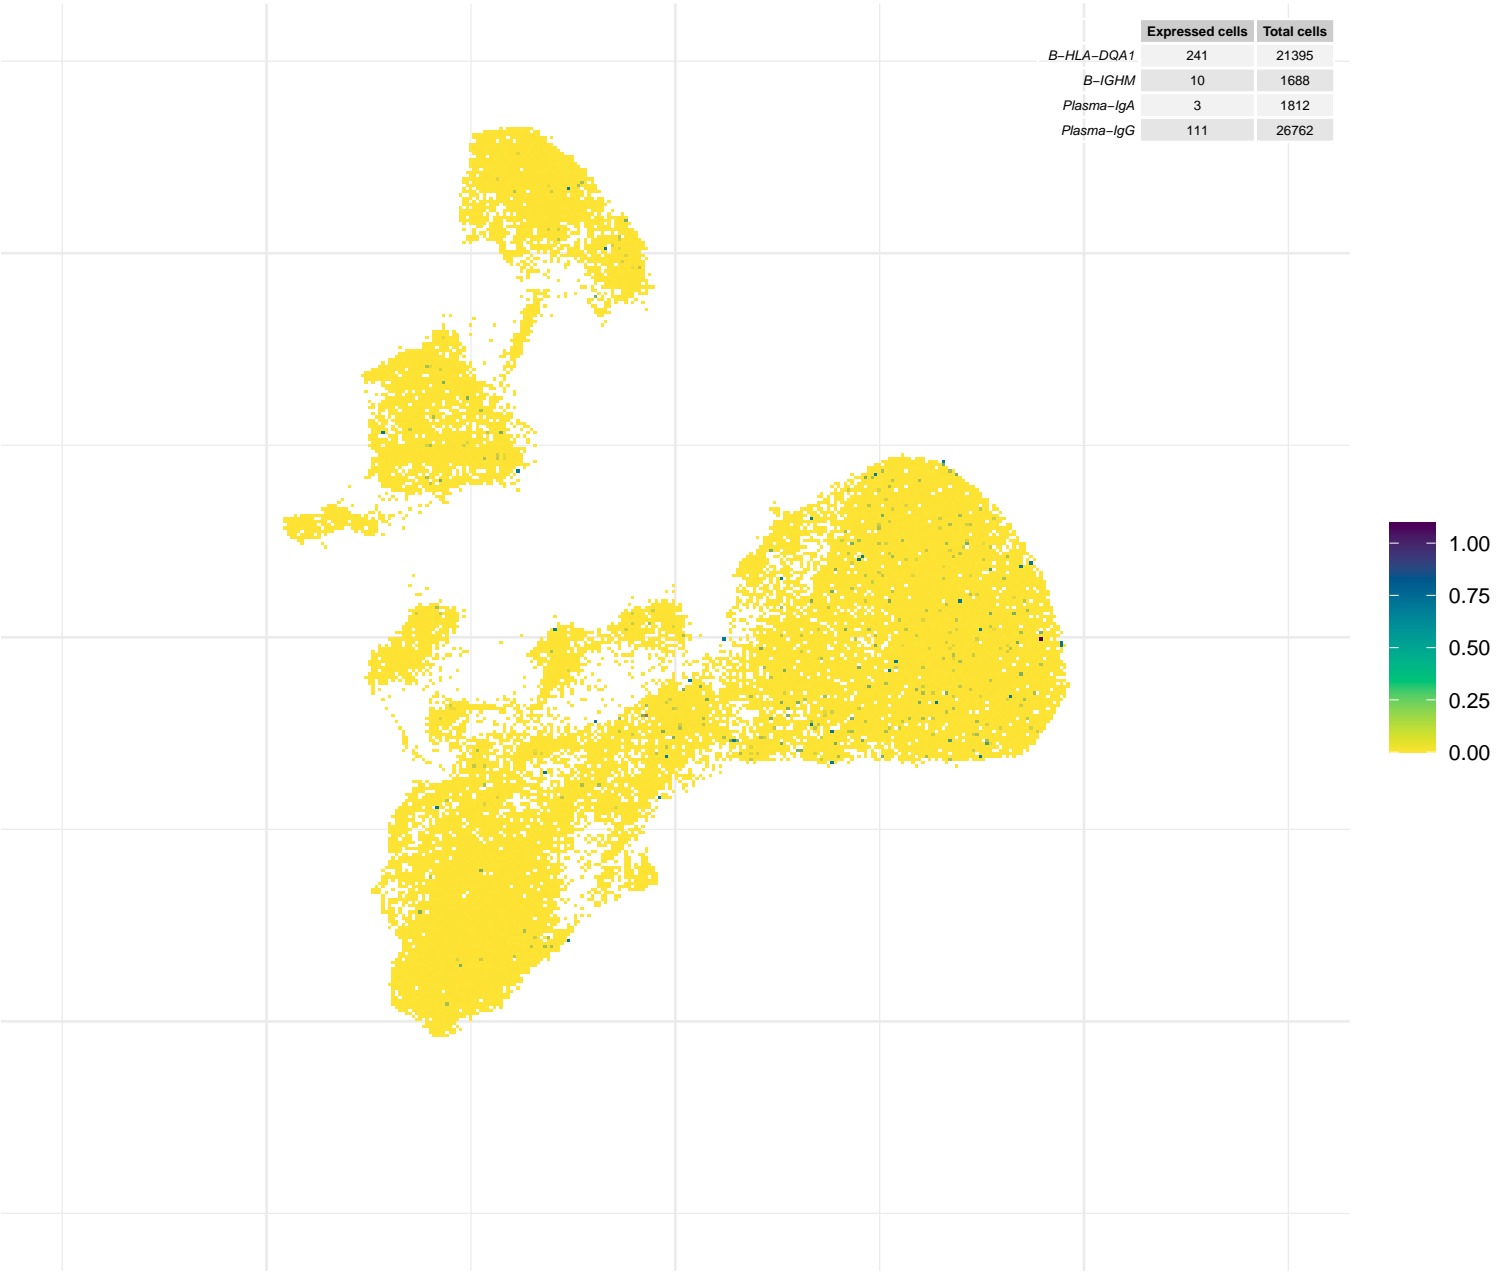 Expressed cells Total cells
B−HLA−DQA1 241 21395
B−IGHM 10 1688
Plasma−IgA 3 1812
Plasma−IgG 111 26762
1.00
0.75
0.50
0.25
0.00